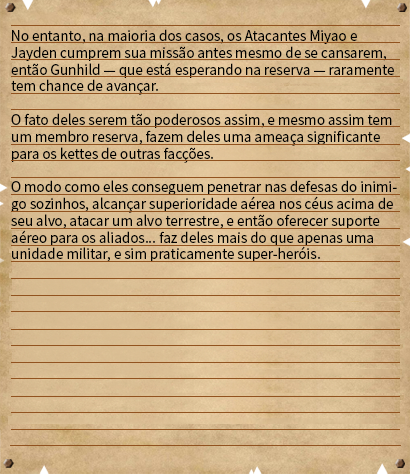 No entanto, na maioria dos casos, os Atacantes Miyao e
Jayden cumprem sua missão antes mesmo de se cansarem,
então Gunhild — que está esperando na reserva — raramente
tem chance de avançar.
O fato deles serem tão poderosos assim, e mesmo assim tem
um membro reserva, fazem deles uma ameaça significante
para os kettes de outras facções.
O modo como eles conseguem penetrar nas defesas do inimi-
go sozinhos, alcançar superioridade aérea nos céus acima de
seu alvo, atacar um alvo terrestre, e então oferecer suporte
aéreo para os aliados... faz deles mais do que apenas uma
unidade militar, e sim praticamente super-heróis.